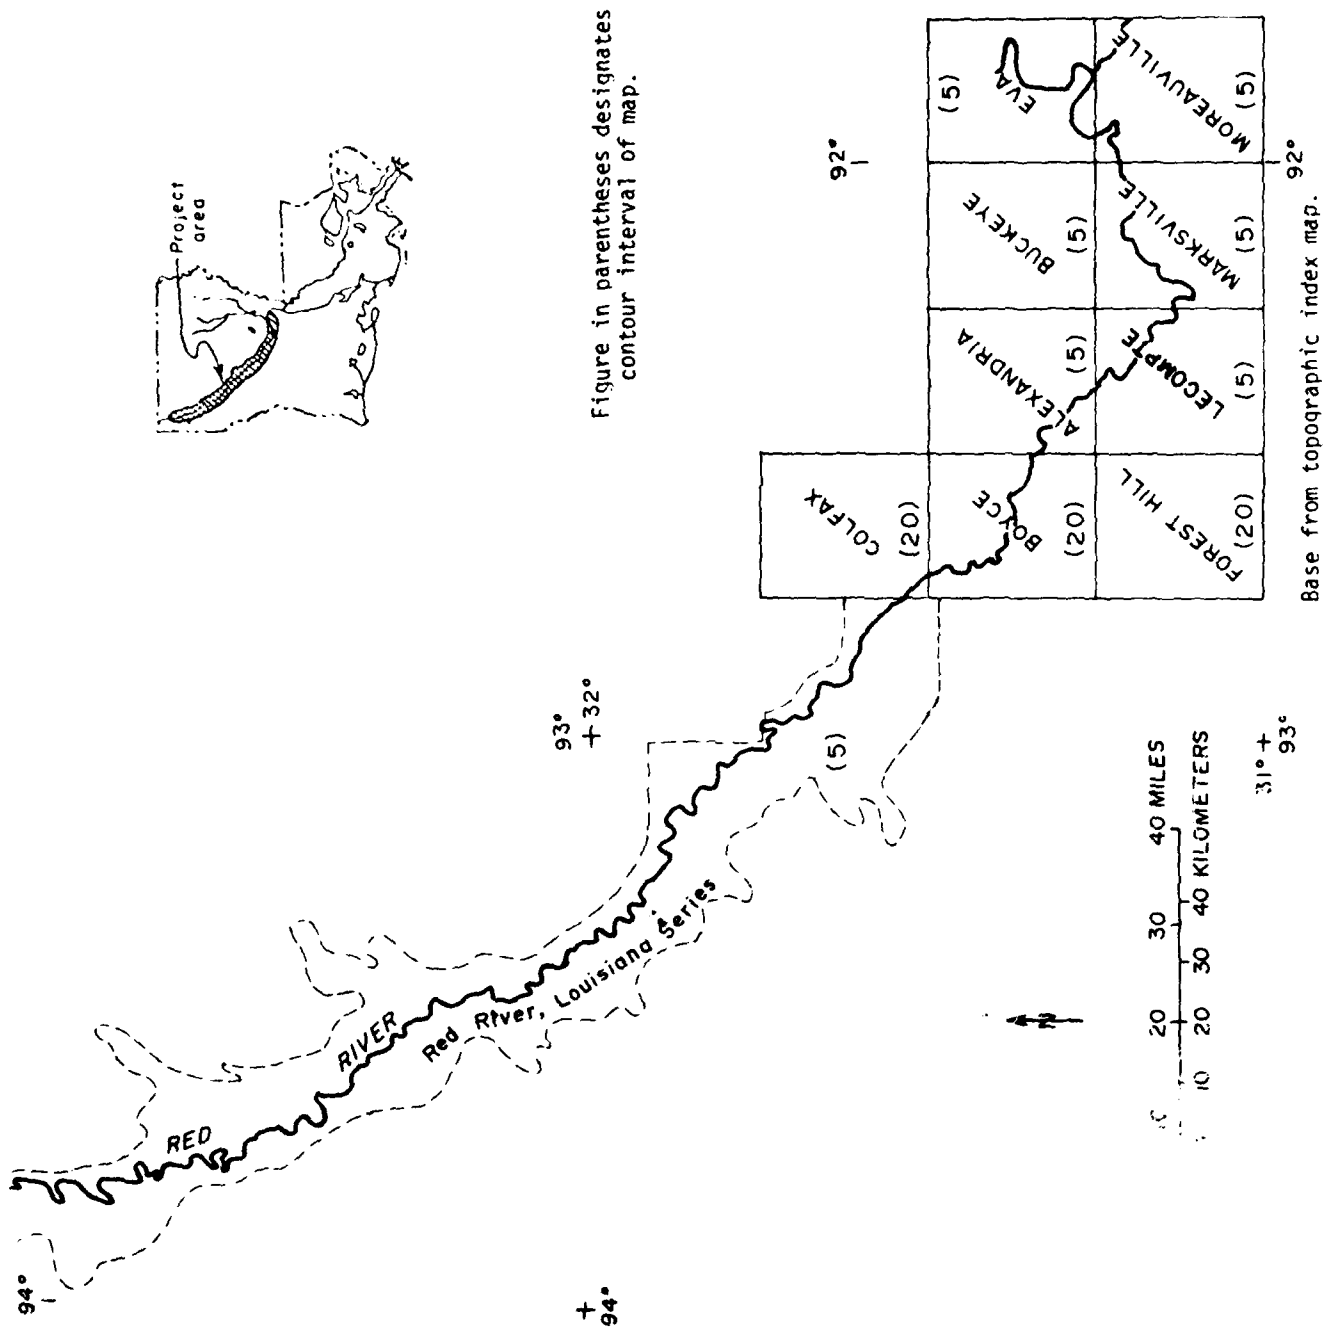 Project
area
Figure in parentheses designates
contour interval of map.
94°
93°
+ 32°
92°
+
94°
RED
RIVER
Red River, Louisiana Series
(5)
COLFAX
(20)
BOYCE
(20)
FOREST HILL
(20)
ALEXANDRIA
(5)
LECOMPTE
(5)
BUCKEYE
(5)
MARKSVILLE
(5)
EVA
(5)
MOREAUVILLE
(5)
N
20 30 40 MILES
10 20 30 40 KILOMETERS
31° +
93°
92°
Base from topographic index map.